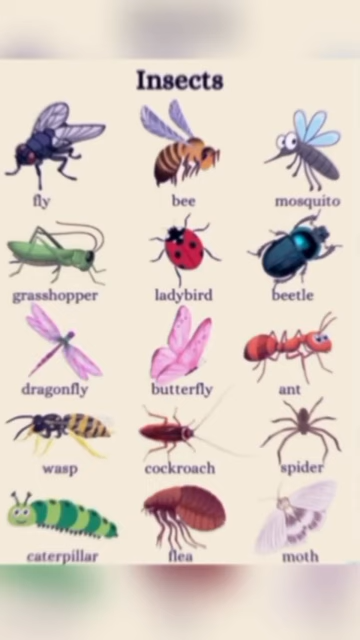 Insects
fly bee mosquito
grasshopper ladybird beetle
dragonfly butterfly ant
wasp cockroach spider
caterpillar flea moth